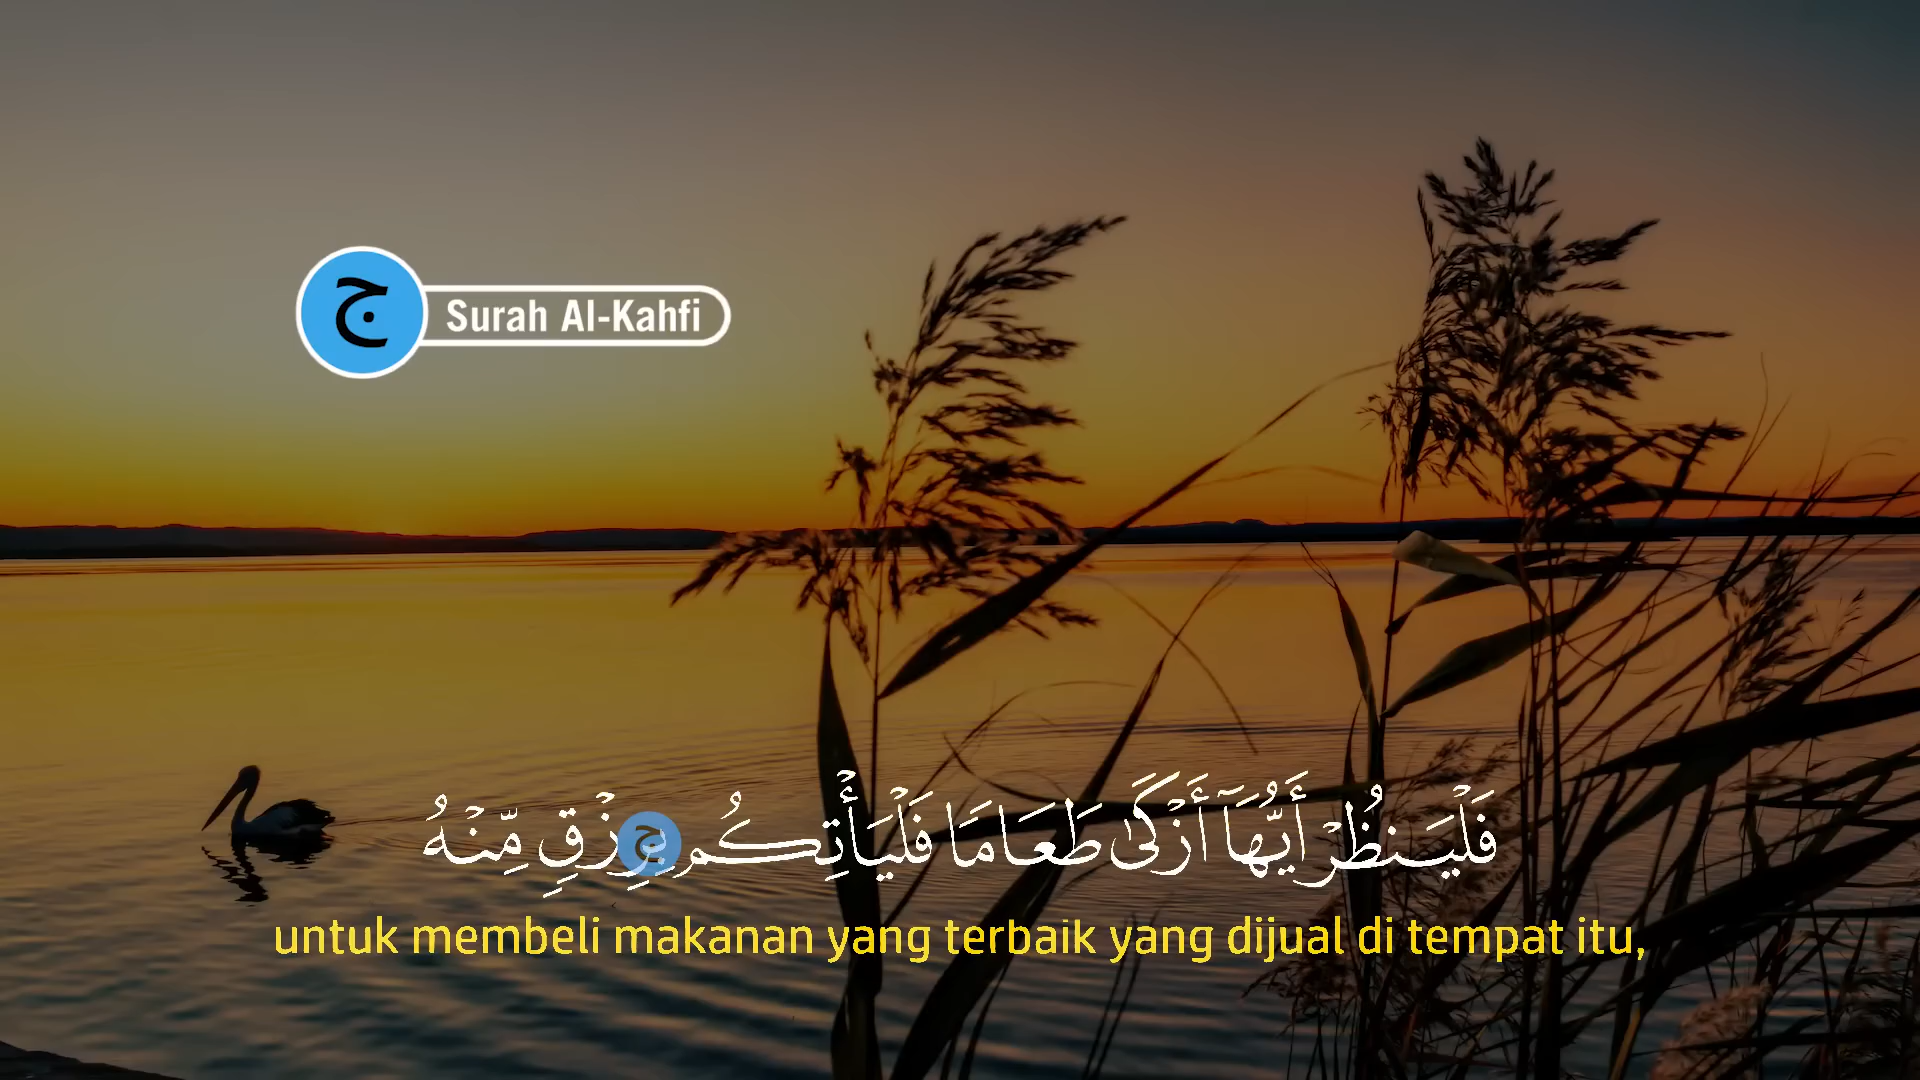 ج Surah Al-Kahfi
فَلْيَنظُرْ أَيُّهَآ أَزْكَىٰ طَعَامًا فَلْيَأْتِكُم بِرِزْقٍ مِّنْهُ
ج
untuk membeli makanan yang terbaik yang dijual di tempat itu,